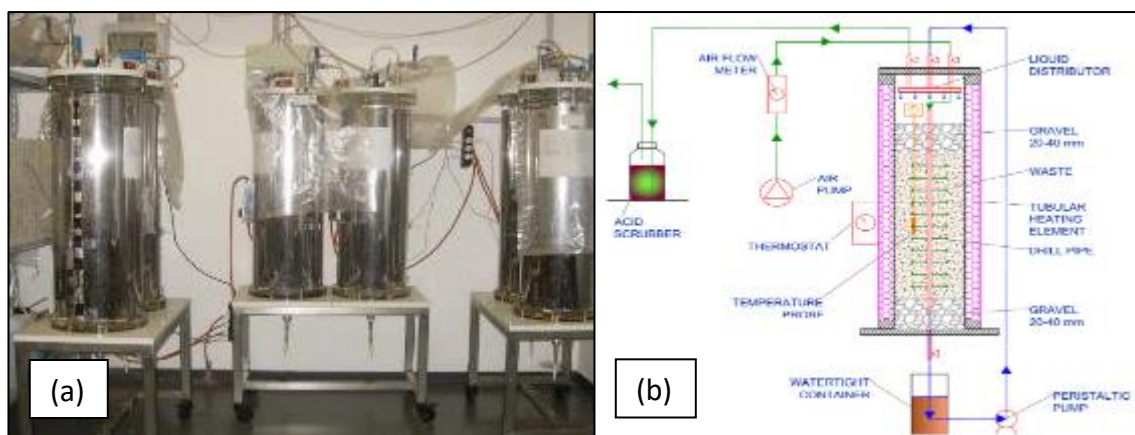 (a)
(b)
AIR FLOW
METER
LIQUID
DISTRIBUTOR
GRAVEL
20-40 mm
WASTE
AIR
PUMP
ACID
SCRUBBER
THERMOSTAT
TUBULAR
HEATING
ELEMENT
DRILL PIPE
TEMPERATURE
PROBE
GRAVEL
20-40 mm
WATERTIGHT
CONTAINER
PERISTALTIC
PUMP